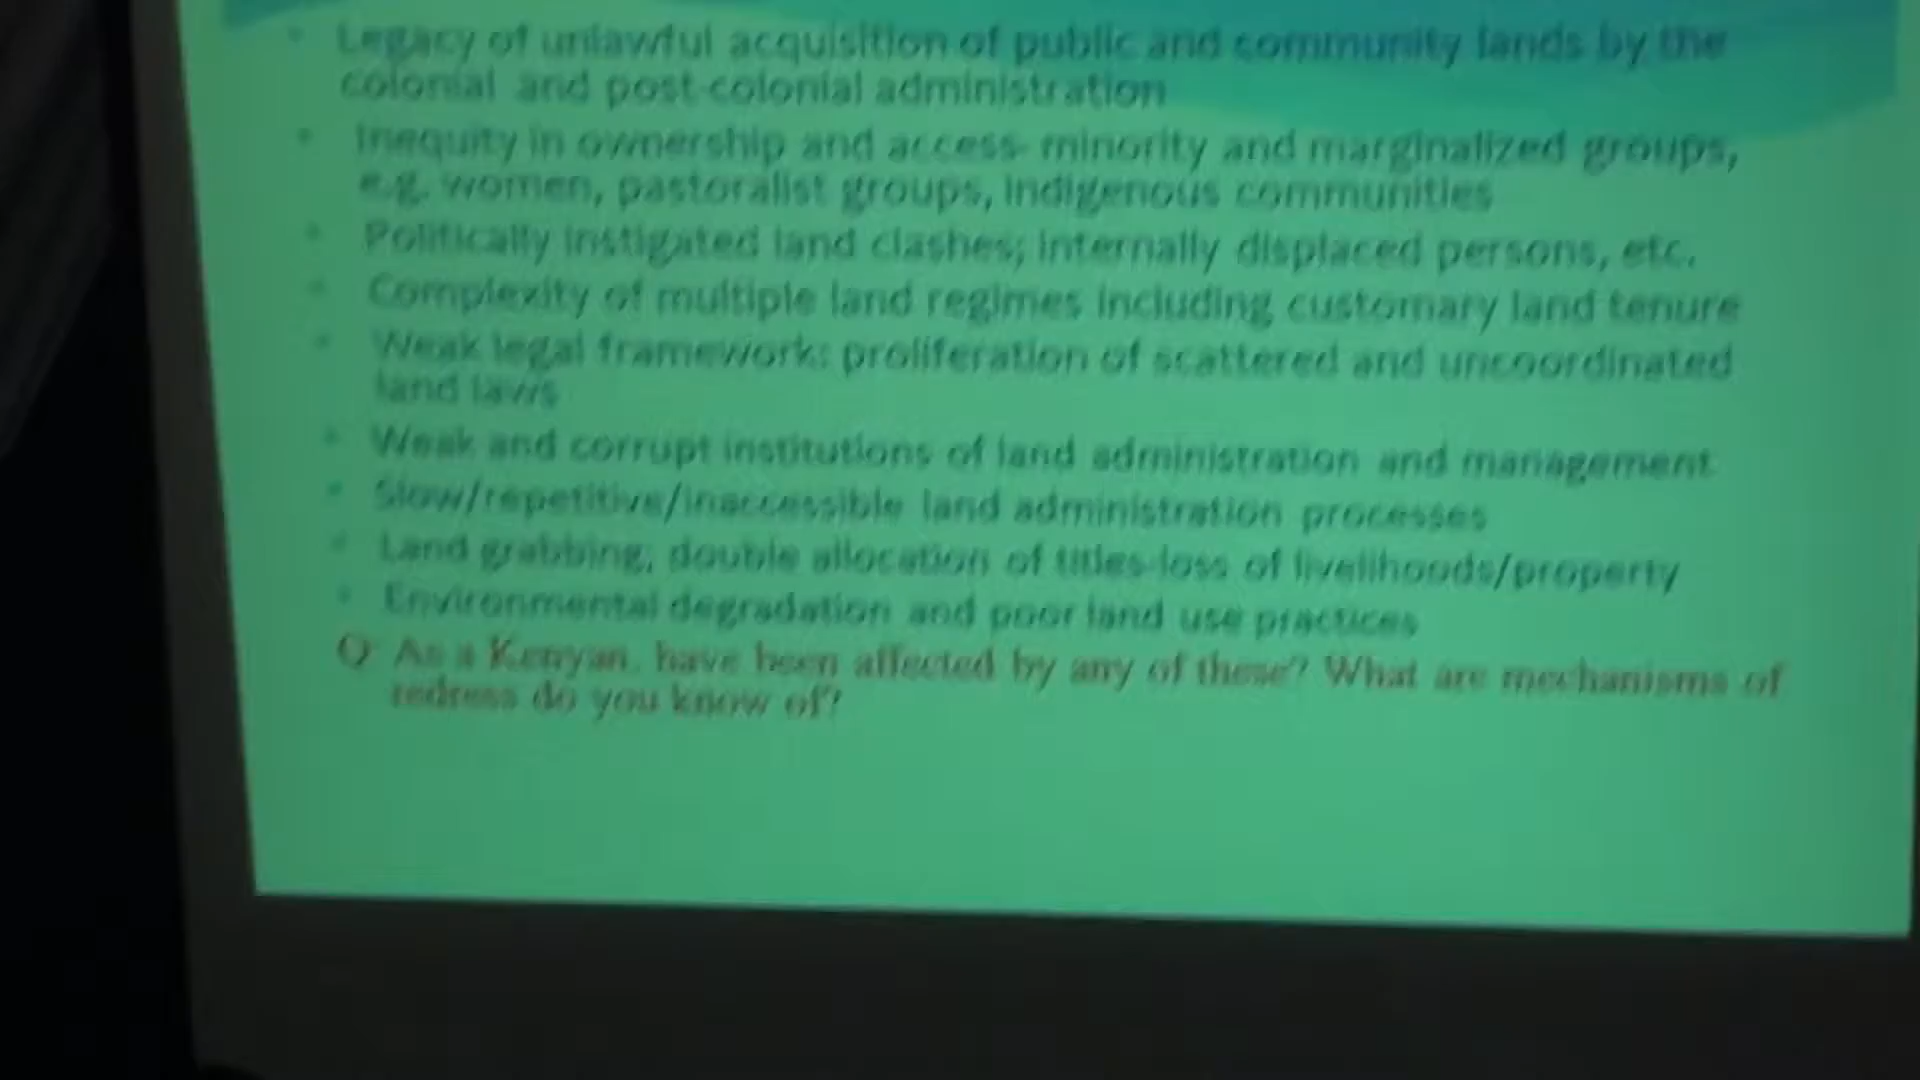 • Legacy of unlawful acquisition of public and community lands by the
colonial and post-colonial administration
• Inequity in ownership and access- minority and marginalized groups,
e.g. women, pastoralist groups, indigenous communities
• Politically instigated land clashes; internally displaced persons, etc.
• Complexity of multiple land regimes including customary land tenure
• Weak legal framework: proliferation of scattered and uncoordinated
land laws
• Weak and corrupt institutions of land administration and management
• Slow/repetitive/inaccessible land administration processes
• Land grabbing; double allocation of titles-loss of livelihoods/property
• Environmental degradation and poor land use practices
Q: As a Kenyan, have been affected by any of these? What are mechanisms of
redress do you know of?